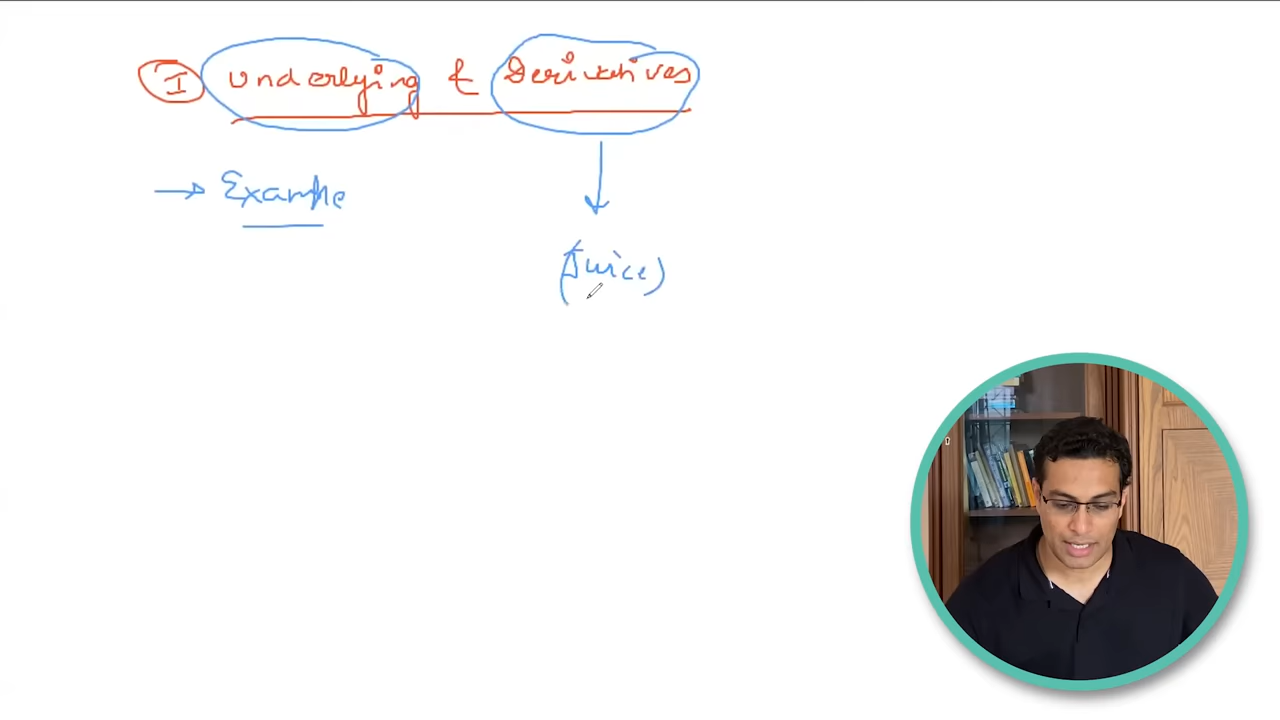 I Underlying & Derivatives
→ Example
(Juice)